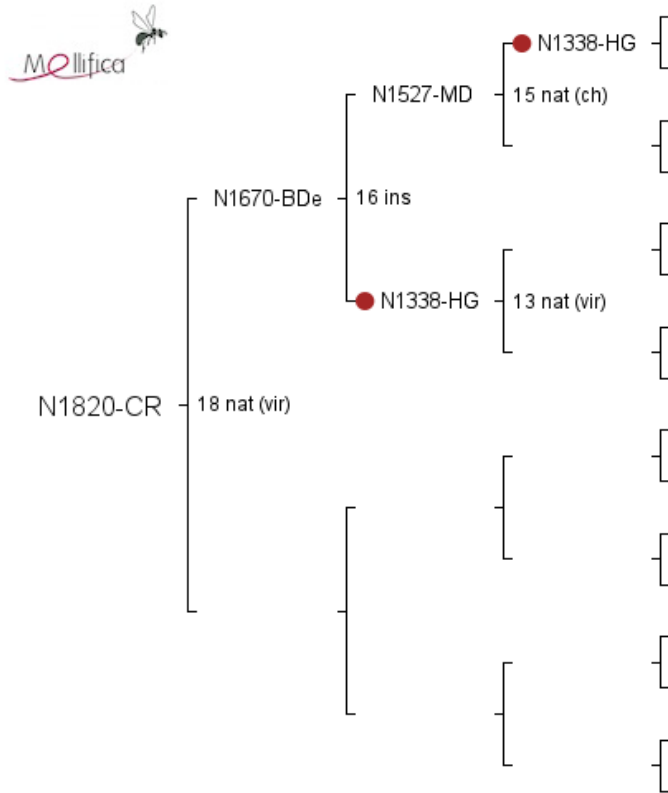 Mellifica
N1338-HG
N1527-MD
15 nat (ch)
N1670-BDe
16 ins
N1338-HG
13 nat (vir)
N1820-CR
18 nat (vir)